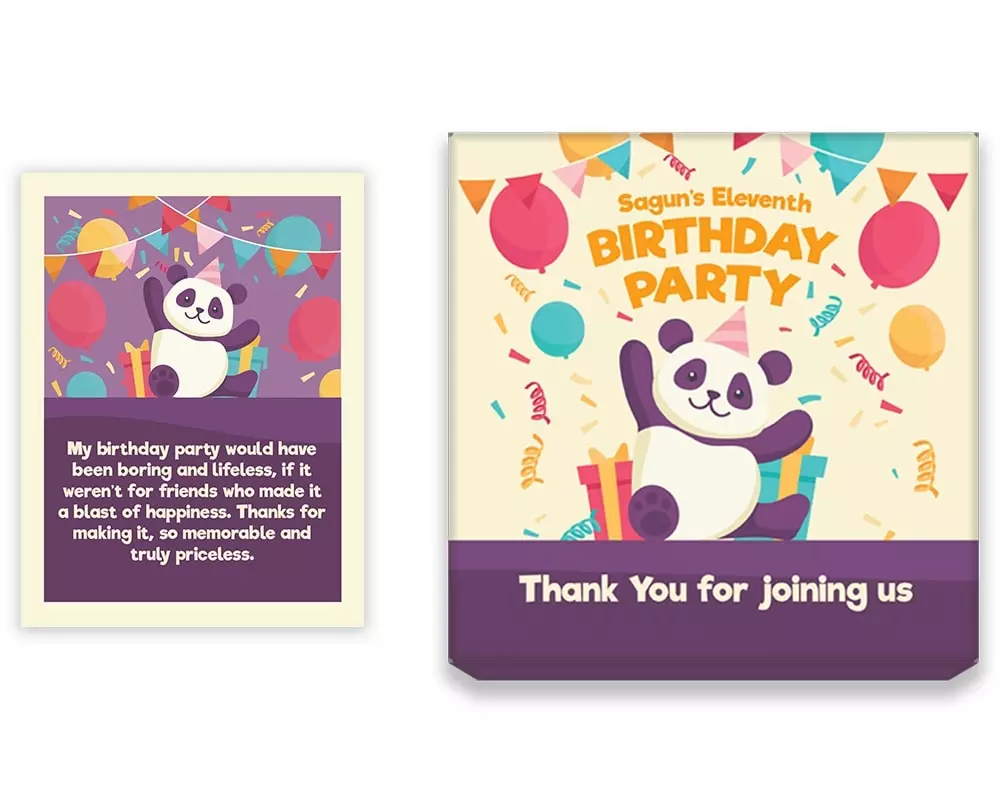 My birthday party would have
been boring and lifeless, if it
weren't for friends who made it
a blast of happiness. Thanks for
making it, so memorable and
truly priceless.
Sagun's Eleventh
BIRTHDAY
PARTY
Thank You for joining us